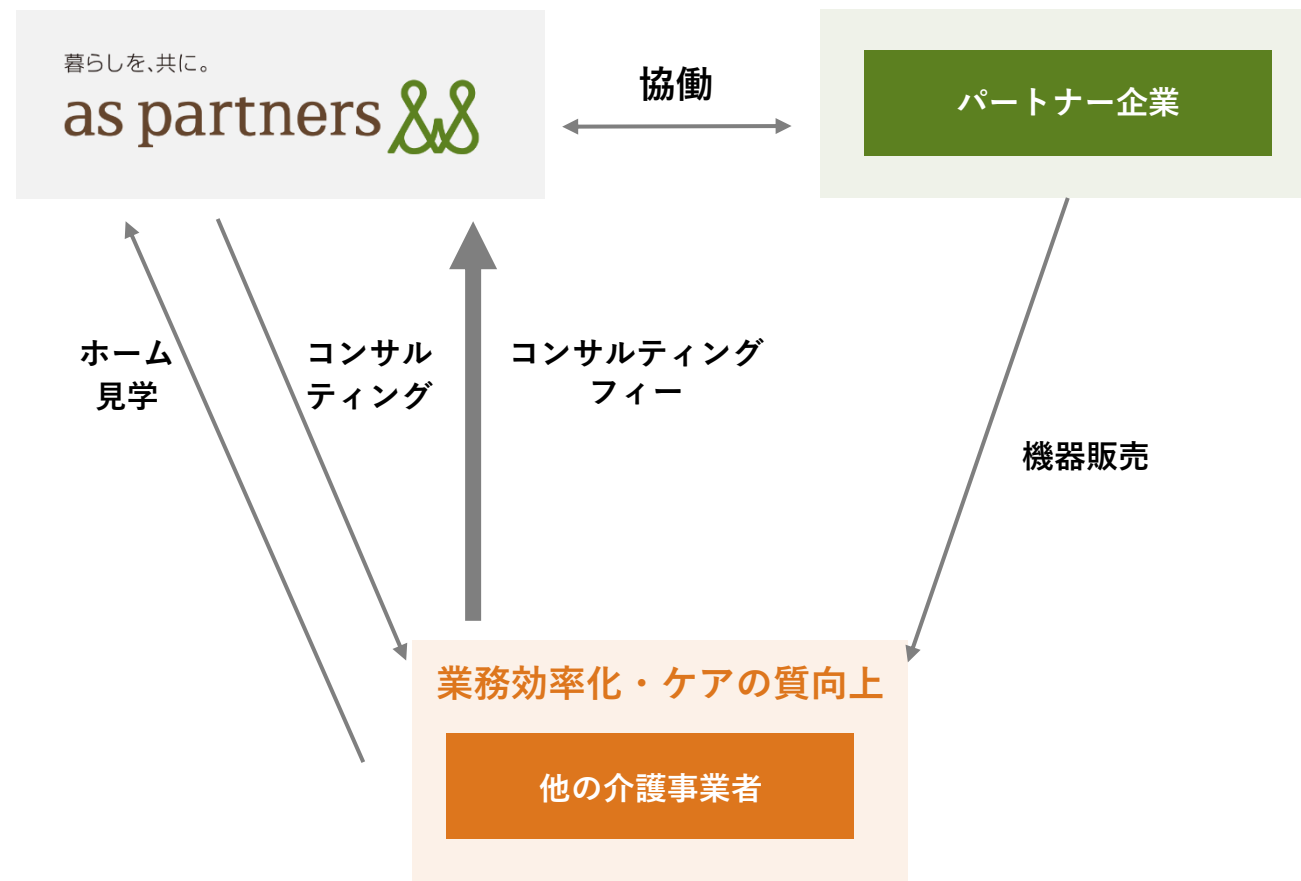 暮らしを、共に。
as partners
協働
パートナー企業
ホーム
見学
コンサル
ティング
コンサルティング
フィー
機器販売
業務効率化・ケアの質向上
他の介護事業者